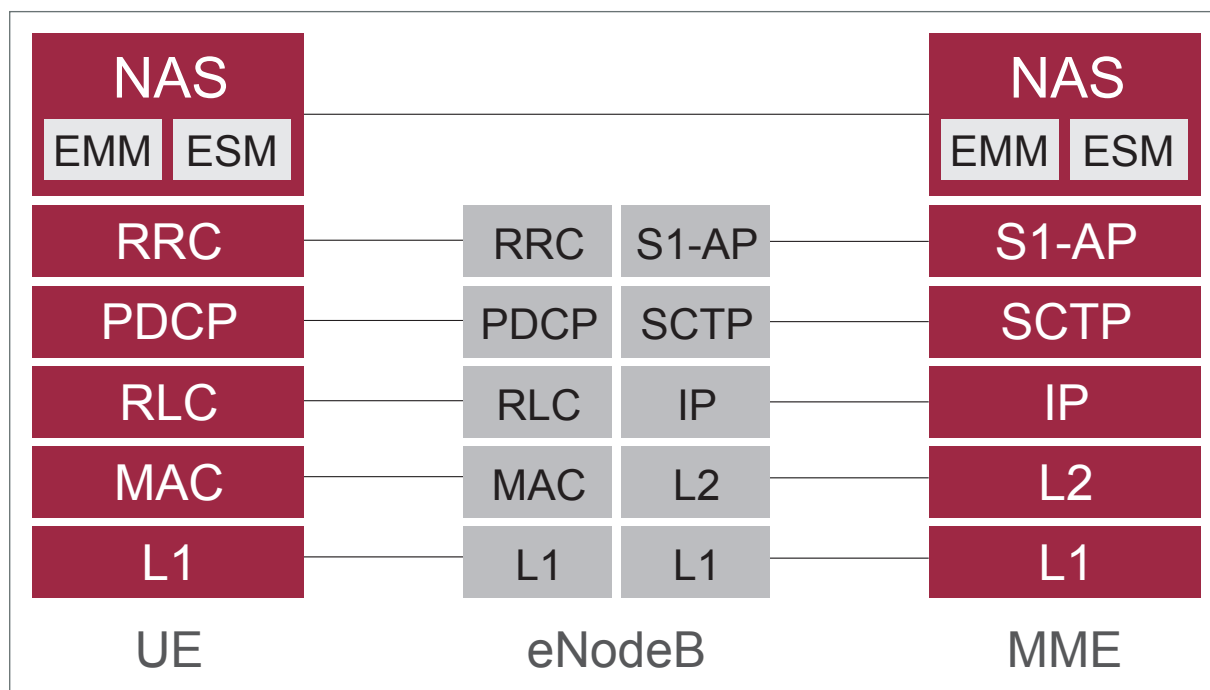 NAS NAS
EMM ESM EMM ESM
RRC RRC S1-AP S1-AP
PDCP PDCP SCTP SCTP
RLC RLC IP IP
MAC MAC L2 L2
L1 L1 L1 L1
UE eNodeB MME